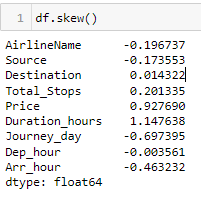 1 df.skew()
AirlineName -0.196737
Source -0.173553
Destination 0.014322
Total_Stops 0.201335
Price 0.927690
Duration_hours 1.147638
Journey_day -0.697395
Dep_hour -0.003561
Arr_hour -0.463232
dtype: float64